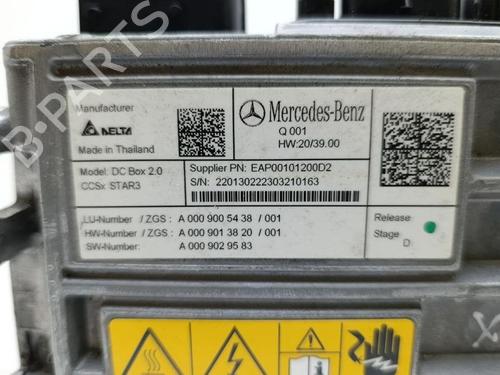 Manufacturer
DELTA
Made in Thailand
Mercedes-Benz
Q 001
HW:20/39.00
Model: DC Box 2.0
CCSx STAR3
Supplier PN: EAP00101200D2
S/N: 220130222303210163
LU-Number / ZGS : A 000 900 54 38 / 001
HW-Number / ZGS : A 000 901 38 20 / 001
SW-Number: A 000 902 95 83
Release
Stage
D
B-PARTS
X